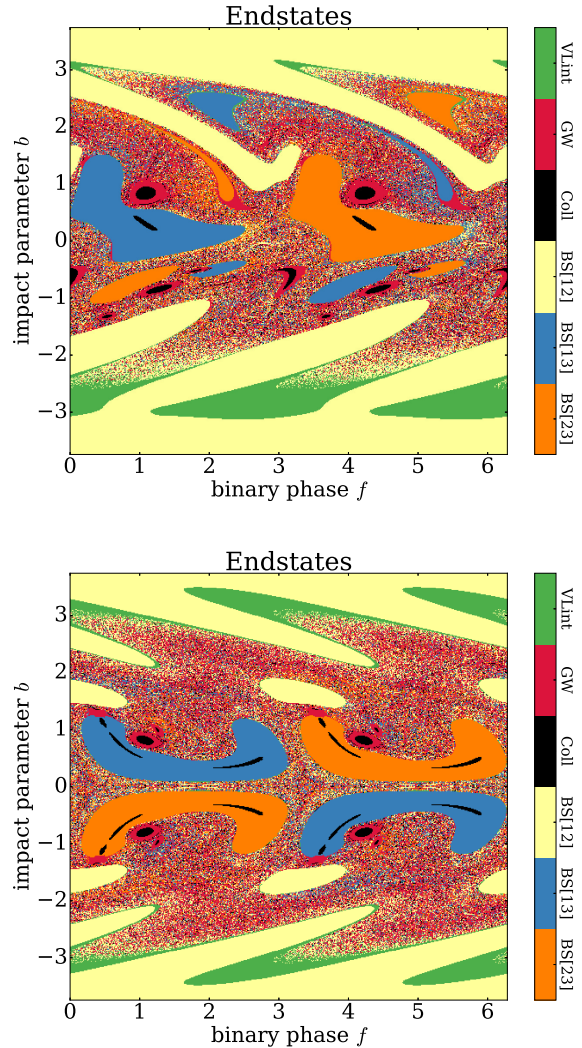 Endstates
3
2
1
0
−1
−2
−3
impact parameter b
0
1
2
3
4
5
6
binary phase f
VLint
GW
Coll
BS[12]
BS[13]
BS[23]
Endstates
3
2
1
0
−1
−2
−3
impact parameter b
0
1
2
3
4
5
6
binary phase f
VLint
GW
Coll
BS[12]
BS[13]
BS[23]